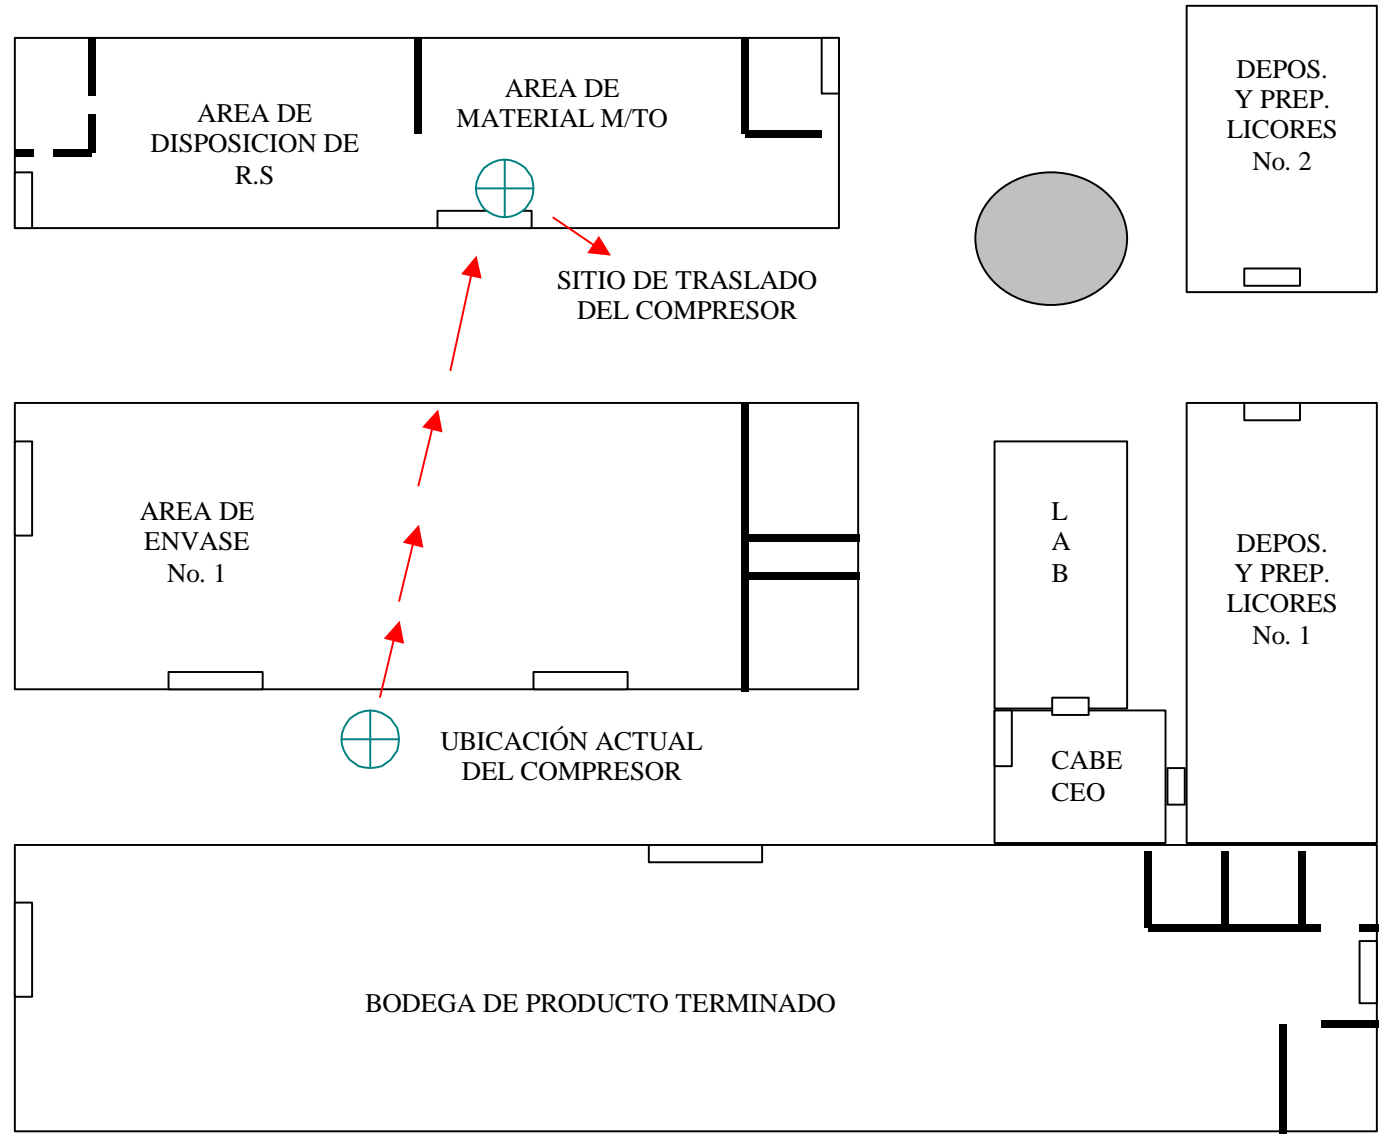 AREA DE
DISPOSICION DE
R.S
AREA DE
MATERIAL M/TO
DEPOS.
Y PREP.
LICORES
No. 2
SITIO DE TRASLADO
DEL COMPRESOR
AREA DE
ENVASE
No. 1
L
A
B
DEPOS.
Y PREP.
LICORES
No. 1
UBICACIÓN ACTUAL
DEL COMPRESOR
CABE
CEO
BODEGA DE PRODUCTO TERMINADO